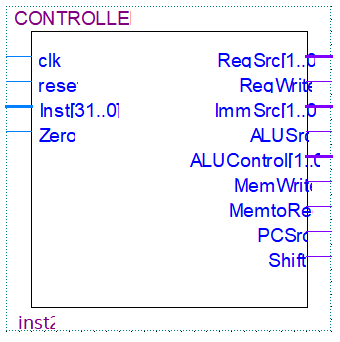 CONTROLLER
clk
RegSrc[1..0
reset
RegWrite
Inst[31..0]
ImmSrc[1..0
Zero
ALUSrc
ALUControl[1..0
MemWrite
MemtoRe
PCSrc
Shift
inst2